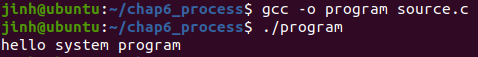 jinh@ubuntu:~/chap6_process$ gcc -o program source.c
jinh@ubuntu:~/chap6_process$ ./program
hello system program